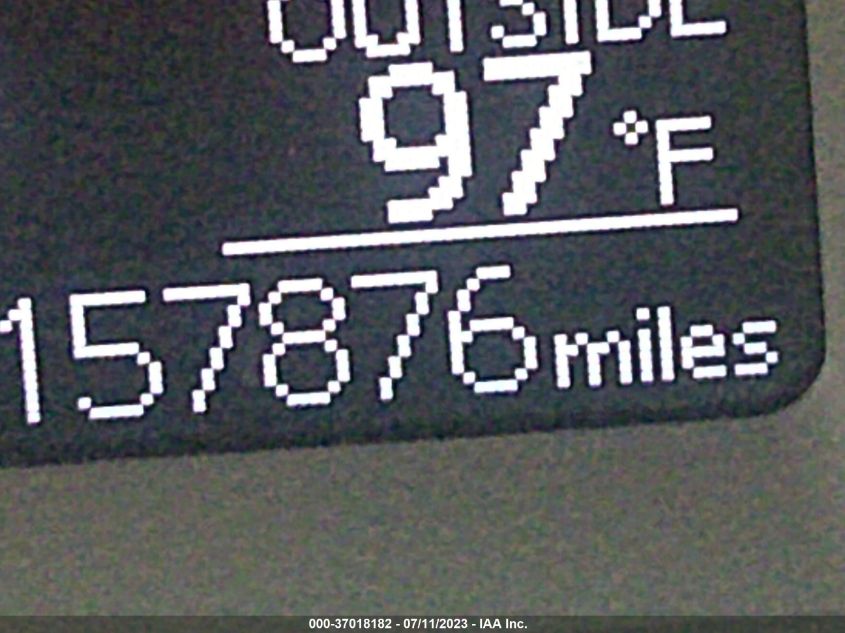 OUTSIDE
97°F
157876 miles
000-37018182 - 07/11/2023 - IAA Inc.